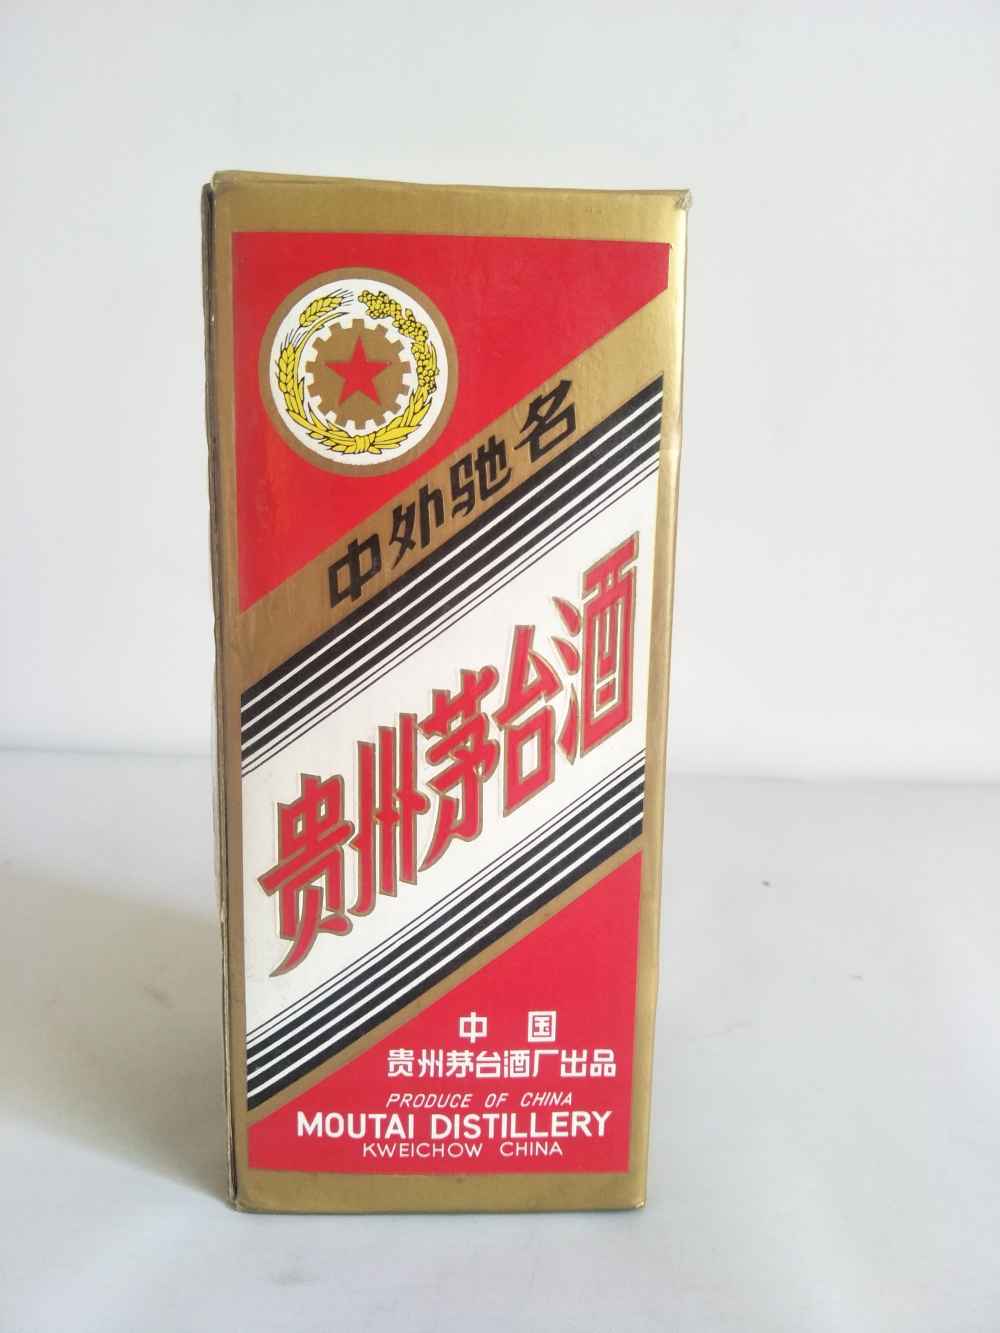 中外驰名
贵州茅台酒
中国
贵州茅台酒厂出品
PRODUCE OF CHINA
MOUTAI DISTILLERY
KWEICHOW CHINA